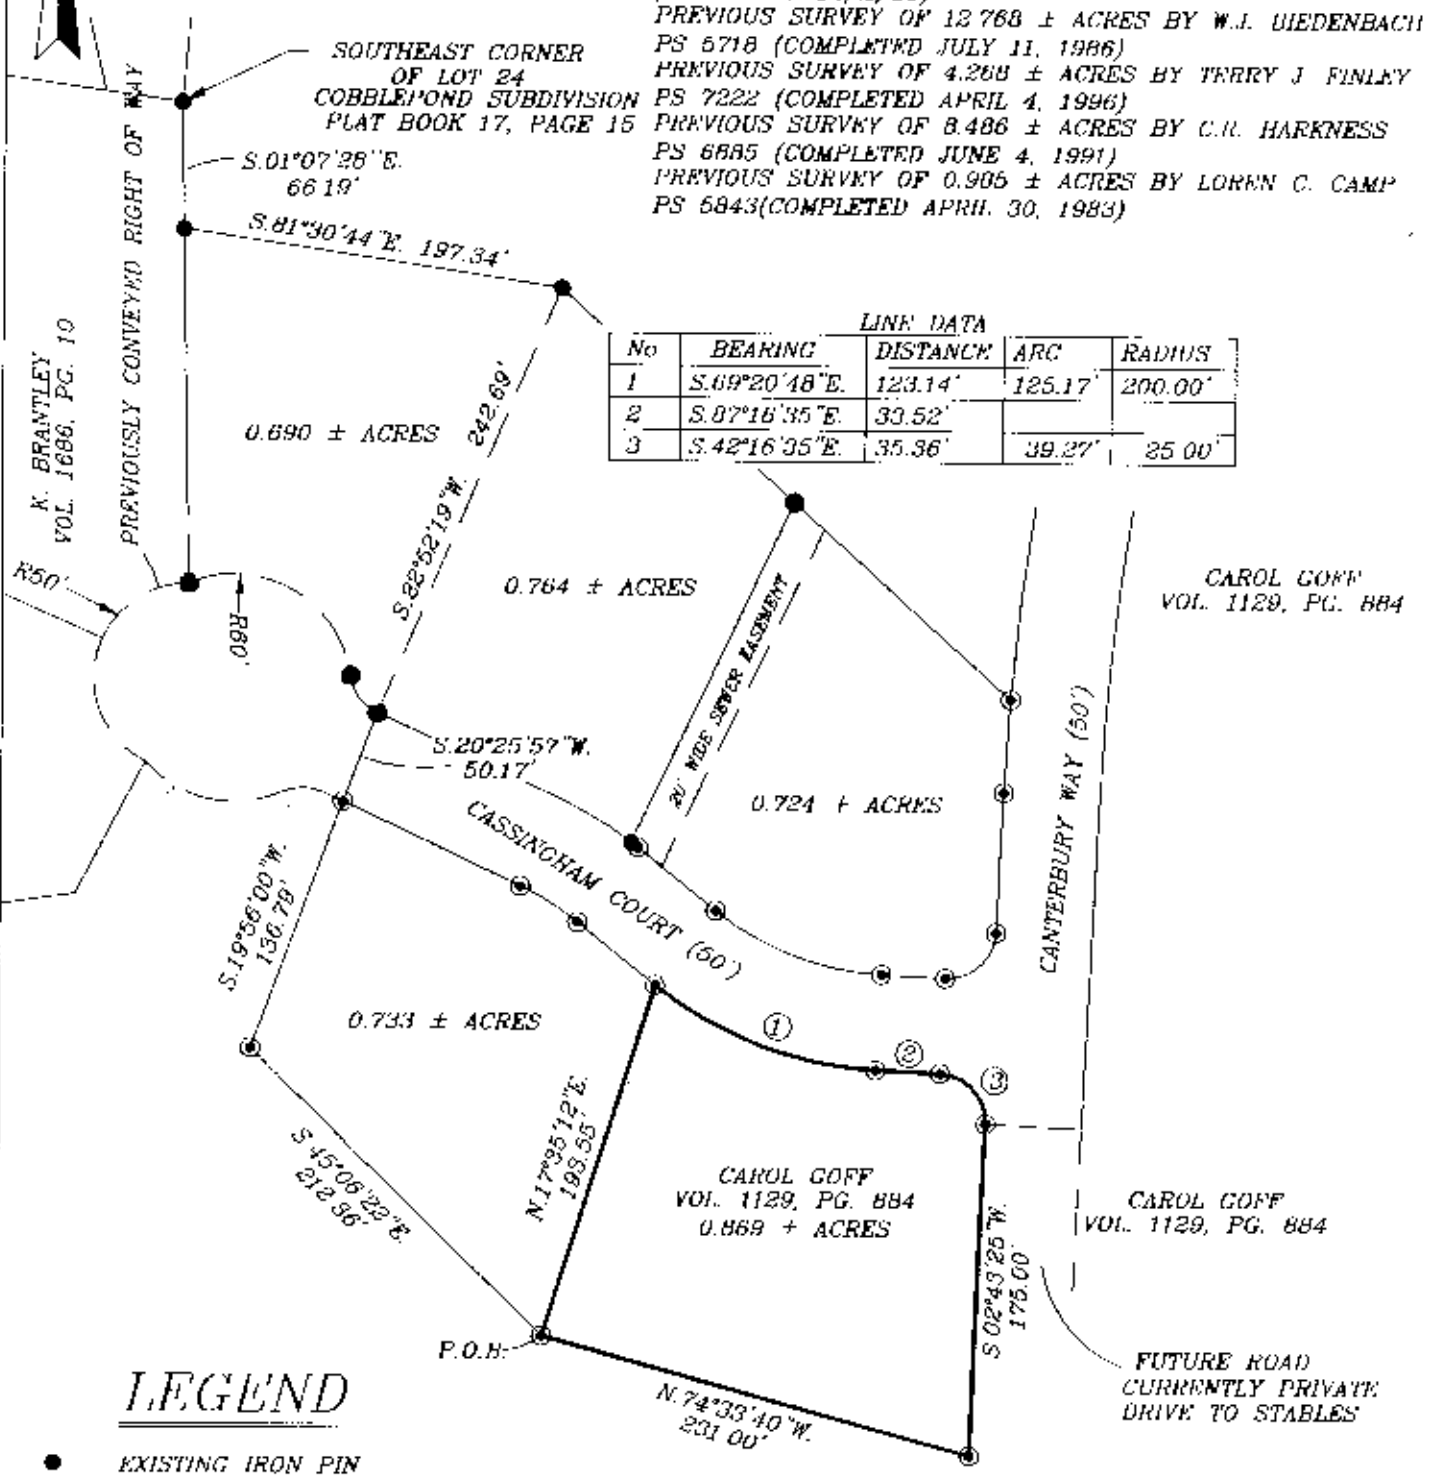 PREVIOUS SURVEY OF 12.768 ± ACRES BY W.J. BIEDENBACH
PS 5718 (COMPLETED JULY 11, 1986)
PREVIOUS SURVEY OF 4.268 ± ACRES BY TERRY J FINLEY
PS 7222 (COMPLETED APRIL 4, 1996)
PREVIOUS SURVEY OF 8.486 ± ACRES BY C.R. HARKNESS
PS 6885 (COMPLETED JUNE 4, 1991)
PREVIOUS SURVEY OF 0.905 ± ACRES BY LOREN C. CAMP
PS 5843(COMPLETED APRIL 30, 1983)
SOUTHEAST CORNER
OF LOT 24
COBBLEPOND SUBDIVISION
PLAT BOOK 17, PAGE 15
S.01°07'28"E.
66.19'
S.81°30'44"E. 197.34'
PREVIOUSLY CONVEYED RIGHT OF WAY
K. BRANTLEY
VOL. 1686, PG. 10
LINE DATA
No BEARING DISTANCE ARC RADIUS
1 S.69°20'48"E. 123.14' 125.17' 200.00'
2 S.87°16'35"E. 33.52'
3 S.42°16'35"E. 35.36' 39.27' 25.00'
0.690 ± ACRES
S.22°52'19"W. 242.69'
R50'
R60'
0.764 ± ACRES
20' WIDE SEWER EASEMENT
CAROL GOFF
VOL. 1129, PG. 884
S.20°25'57"W.
50.17'
0.724 ± ACRES
CANTERBURY WAY (50')
CASSINGHAM COURT (50')
S.19°56'00"W.
136.79'
0.733 ± ACRES
1
2
3
S 45°06'22"E.
212.36'
N.17°35'12"E.
193.55'
CAROL GOFF
VOL. 1129, PG. 884
0.869 ± ACRES
CAROL GOFF
VOL. 1129, PG. 884
S 02°43'25"W.
175.00'
P.O.B.
N.74°33'40"W.
231.00'
FUTURE ROAD
CURRENTLY PRIVATE
DRIVE TO STABLES
LEGEND
EXISTING IRON PIN